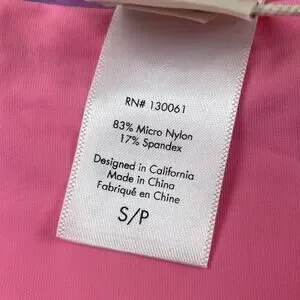 RN# 130061
83% Micro Nylon
17% Spandex
Designed in California
Made in China
Fabriqué en Chine
S/P